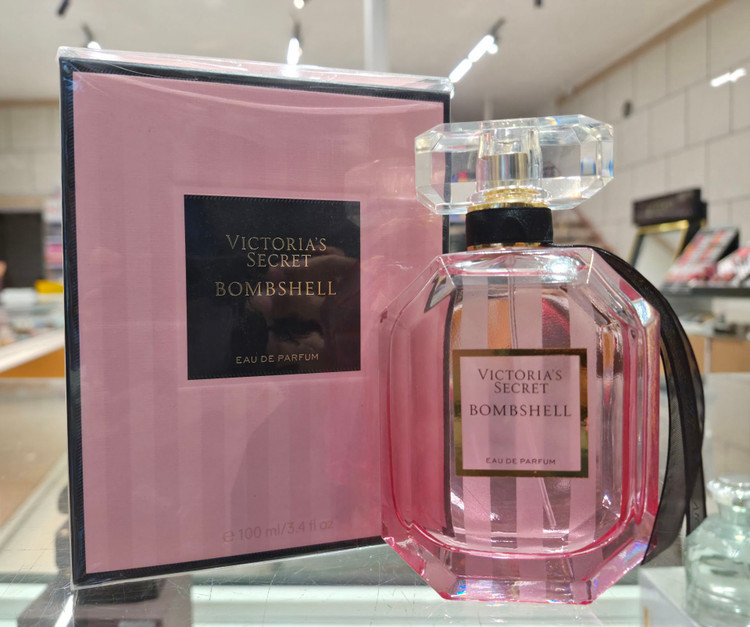 VICTORIA'S
SECRET
BOMBSHELL
EAU DE PARFUM
℮ 100 ml/3.4 fl oz
VICTORIA'S
SECRET
BOMBSHELL
EAU DE PARFUM